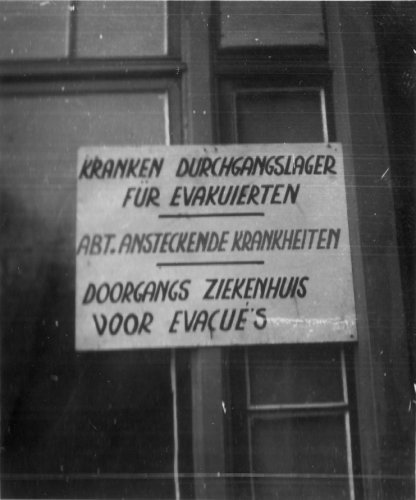 KRANKEN DURCHGANGSLAGER
FÜR EVAKUIERTEN
ABT. ANSTECKENDE KRANKHEITEN
DOORGANGS ZIEKENHUIS
VOOR EVACUÉ'S